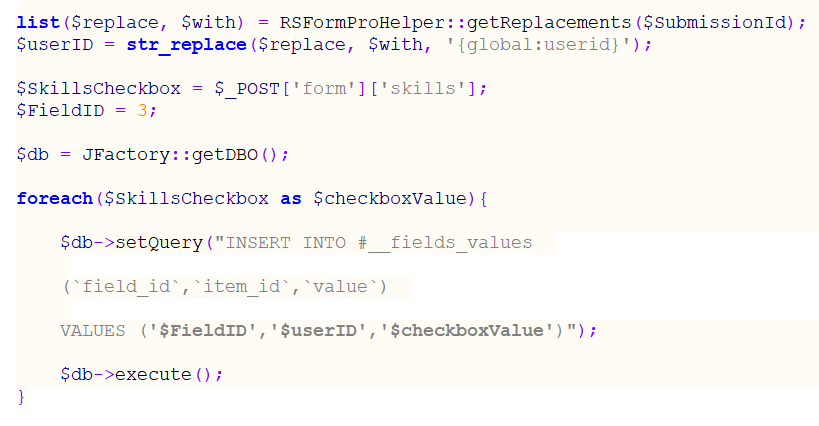 list($replace, $with) = RSFormProHelper::getReplacements($SubmissionId);
$userID = str_replace($replace, $with, '{global:userid}');
$SkillsCheckbox = $_POST['form']['skills'];
$FieldID = 3;
$db = JFactory::getDBO();
foreach($SkillsCheckbox as $checkboxValue){
$db->setQuery("INSERT INTO #__fields_values
(`field_id`,`item_id`,`value`)
VALUES ('$FieldID','$userID','$checkboxValue')");
$db->execute();
}